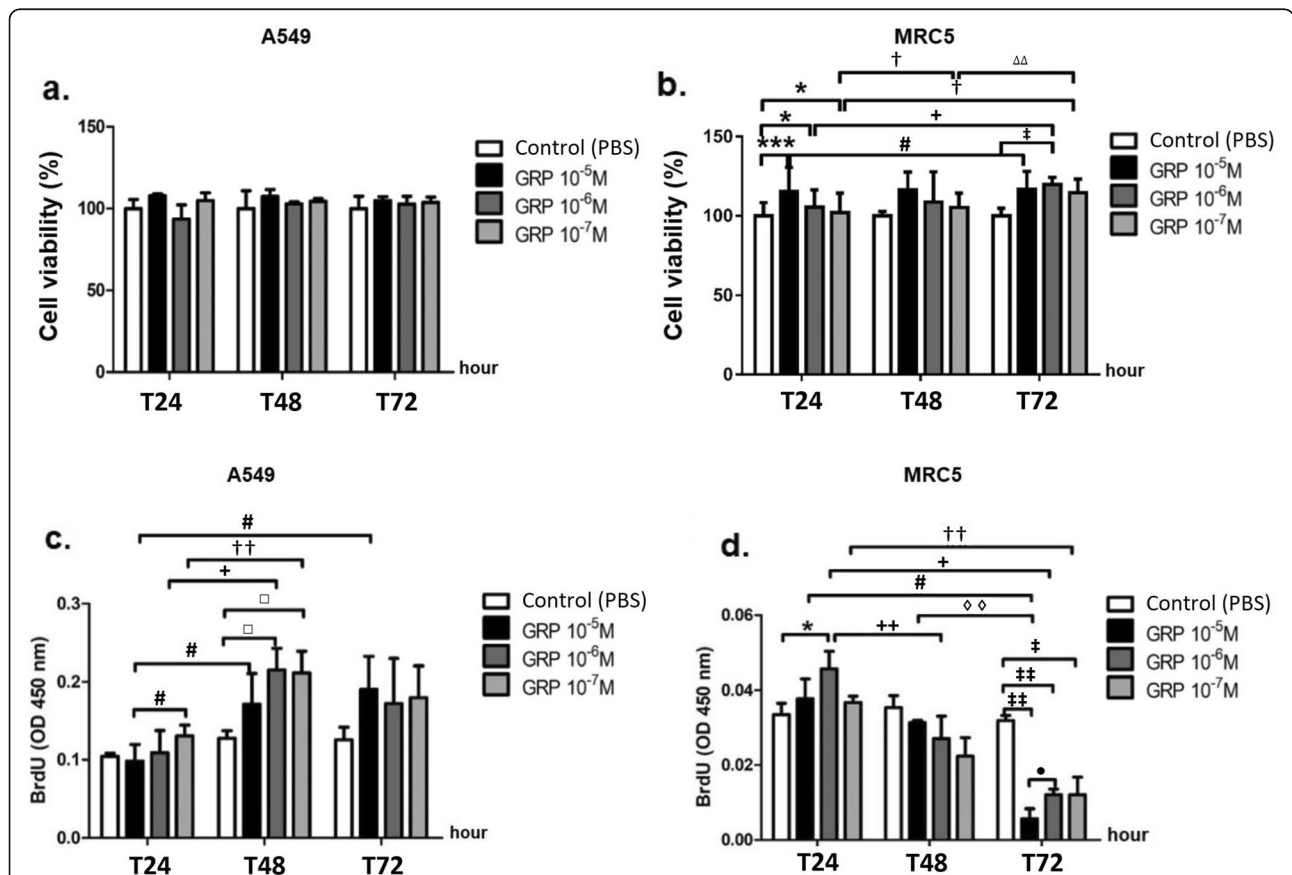 A549
a.
Cell viability (%)
150
100
50
0
T24 T48 T72
hour
Control (PBS)
GRP 10⁻⁵M
GRP 10⁻⁶M
GRP 10⁻⁷M
MRC5
b.
† ΔΔ
* †
* +
*** # ‡
Cell viability (%)
150
100
50
0
T24 T48 T72
hour
Control (PBS)
GRP 10⁻⁵M
GRP 10⁻⁶M
GRP 10⁻⁷M
A549
c.
#
††
+
□
□
#
#
BrdU (OD 450 nm)
0.3
0.2
0.1
0.0
T24 T48 T72
hour
Control (PBS)
GRP 10⁻⁵M
GRP 10⁻⁶M
GRP 10⁻⁷M
MRC5
d.
††
+
#
◊ ◊
* ++
‡
‡‡
‡‡
•
BrdU (OD 450 nm)
0.06
0.04
0.02
0.00
T24 T48 T72
hour
Control (PBS)
GRP 10⁻⁵M
GRP 10⁻⁶M
GRP 10⁻⁷M